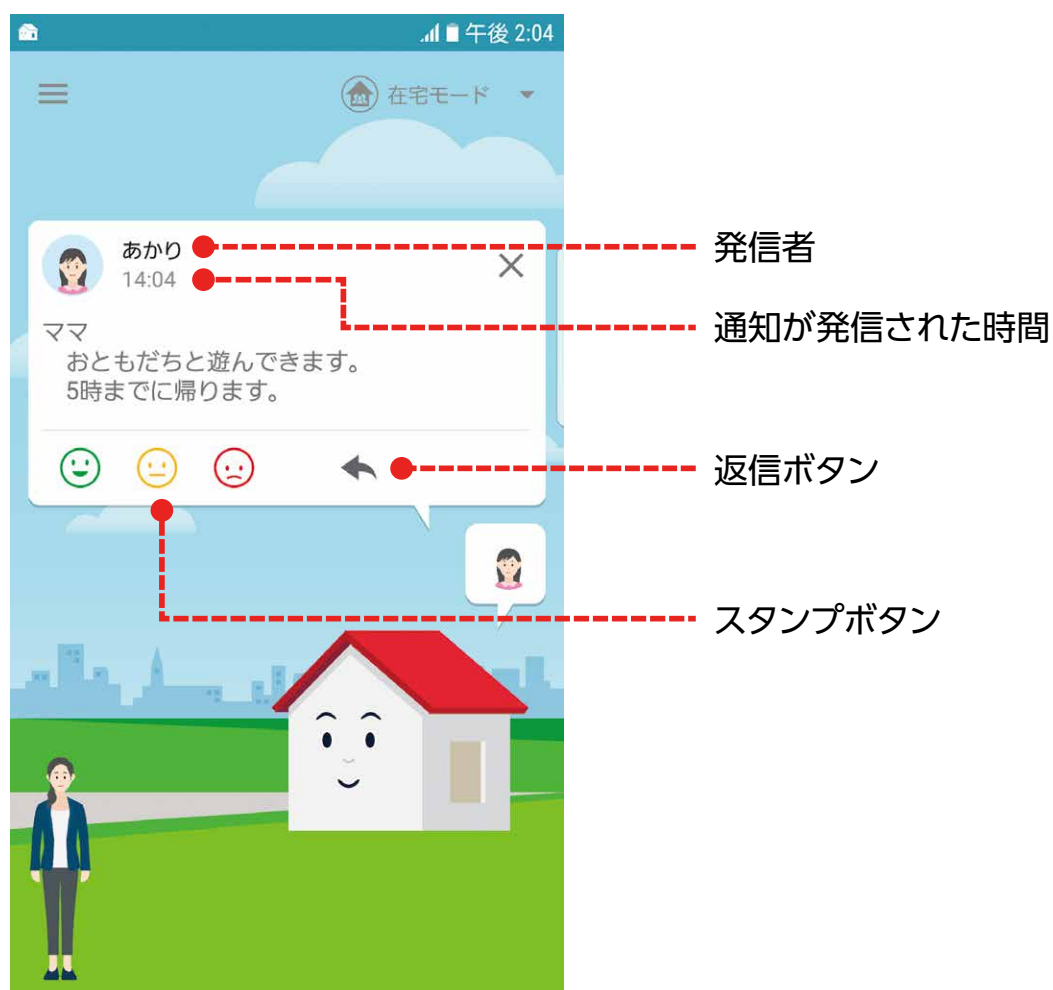 午後 2:04
在宅モード
あかり
14:04
ママ
おともだちと遊んできます。
5時までに帰ります。
発信者
通知が発信された時間
返信ボタン
スタンプボタン